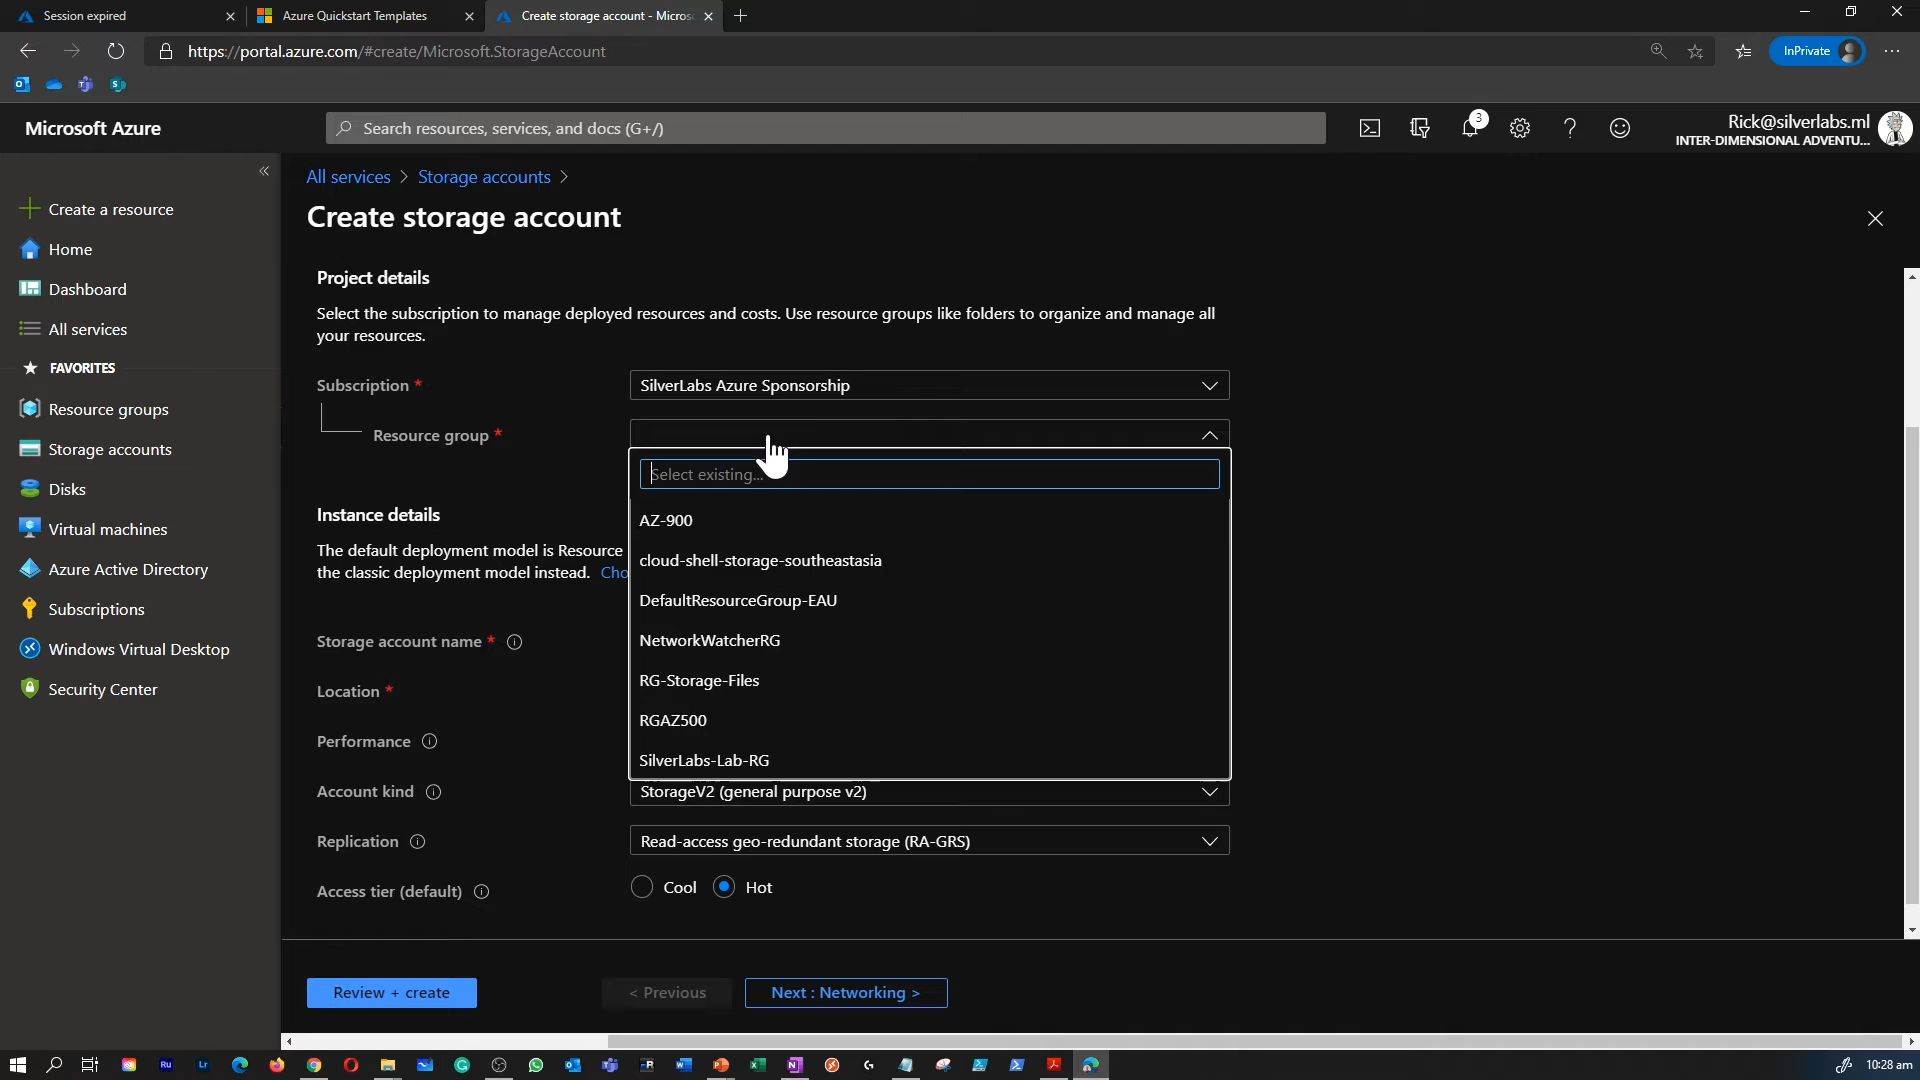 Session expired
Azure Quickstart Templates
Create storage account - Micros
https://portal.azure.com/#create/Microsoft.StorageAccount
InPrivate
Microsoft Azure
Search resources, services, and docs (G+/)
3
Rick@silverlabs.ml
INTER-DIMENSIONAL ADVENTU...
All services > Storage accounts >
Create storage account
Create a resource
Home
Dashboard
All services
FAVORITES
Resource groups
Storage accounts
Disks
Virtual machines
Azure Active Directory
Subscriptions
Windows Virtual Desktop
Security Center
Project details
Select the subscription to manage deployed resources and costs. Use resource groups like folders to organize and manage all
your resources.
Subscription *
SilverLabs Azure Sponsorship
Resource group *
Select existing...
AZ-900
cloud-shell-storage-southeastasia
DefaultResourceGroup-EAU
NetworkWatcherRG
RG-Storage-Files
RGAZ500
SilverLabs-Lab-RG
Instance details
The default deployment model is Resource
the classic deployment model instead. Cho
Storage account name *
Location *
Performance
Account kind
StorageV2 (general purpose v2)
Replication
Read-access geo-redundant storage (RA-GRS)
Access tier (default)
Cool
Hot
Review + create
< Previous
Next : Networking >
Ru
Lr
10:28 am